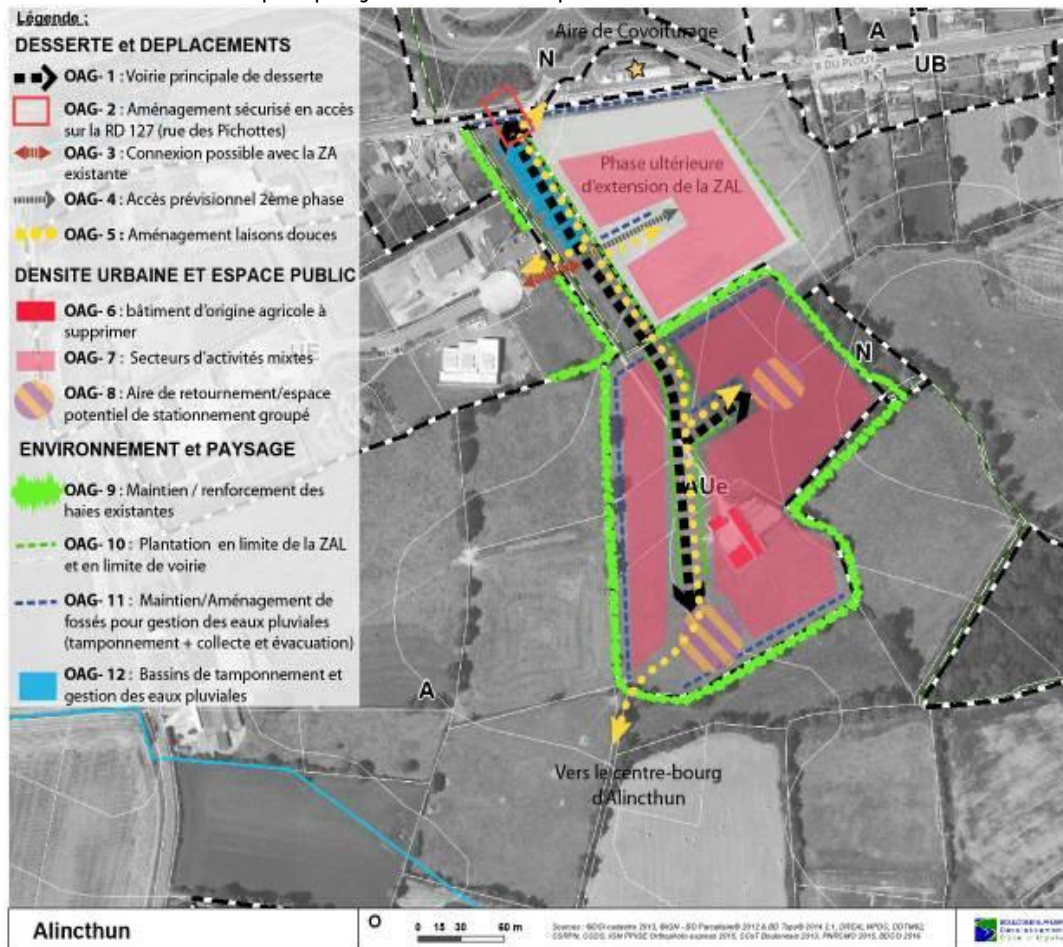 Légende :
DESSERTE et DEPLACEMENTS
OAG- 1 : Voirie principale de desserte
OAG- 2 : Aménagement sécurisé en accès
sur la RD 127 (rue des Pichottes)
OAG- 3 : Connexion possible avec la ZA
existante
OAG- 4 : Accès prévisionnel 2ème phase
OAG- 5 : Aménagement laisons douces
DENSITE URBAINE ET ESPACE PUBLIC
OAG- 6 : bâtiment d'origine agricole à
supprimer
OAG- 7 : Secteurs d'activités mixtes
OAG- 8 : Aire de retournement/espace
potentiel de stationnement groupé
ENVIRONNEMENT et PAYSAGE
OAG- 9 : Maintien / renforcement des
haies existantes
OAG- 10 : Plantation en limite de la ZAL
et en limite de voirie
OAG- 11 : Maintien/Aménagement de
fossés pour gestion des eaux pluviales
(tamponnement + collecte et évacuation)
OAG- 12 : Bassins de tamponnement et
gestion des eaux pluviales
Aire de Covoiturage
N
A
R DU PLOUY
UB
Phase ultérieure
d'extension de la ZAL
UE
N
AUe
A
Vers le centre-bourg
d'Alincthun
Alincthun
0 15 30 60 m